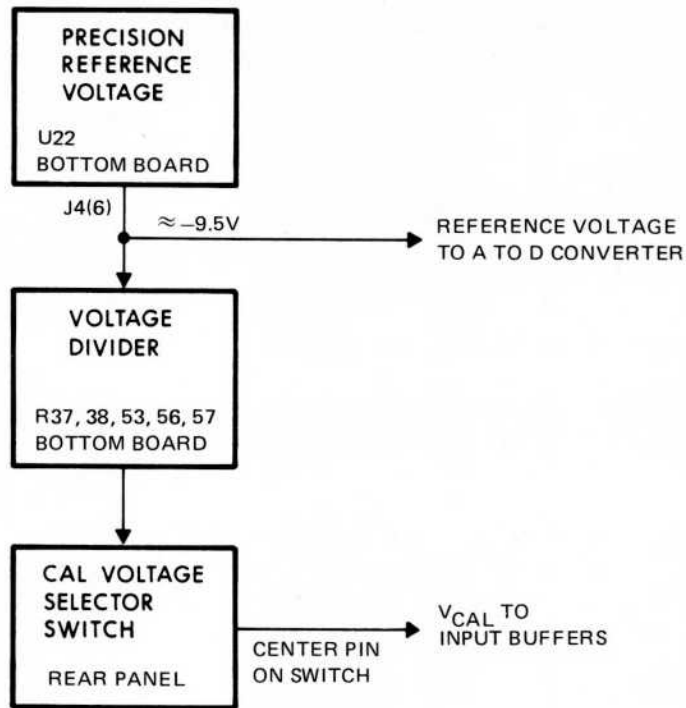 PRECISION
REFERENCE
VOLTAGE
U22
BOTTOM BOARD
J4(6)
≈ –9.5V
REFERENCE VOLTAGE
TO A TO D CONVERTER
VOLTAGE
DIVIDER
R37, 38, 53, 56, 57
BOTTOM BOARD
CAL VOLTAGE
SELECTOR
SWITCH
REAR PANEL
CENTER PIN
ON SWITCH
VCAL TO
INPUT BUFFERS